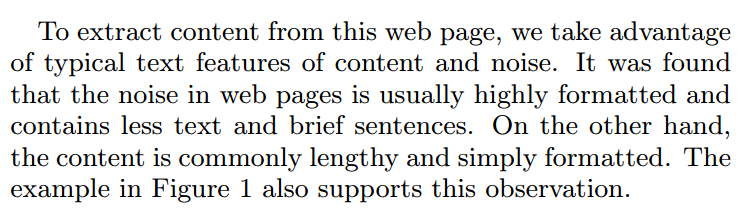 To extract content from this web page, we take advantage
of typical text features of content and noise. It was found
that the noise in web pages is usually highly formatted and
contains less text and brief sentences. On the other hand,
the content is commonly lengthy and simply formatted. The
example in Figure 1 also supports this observation.